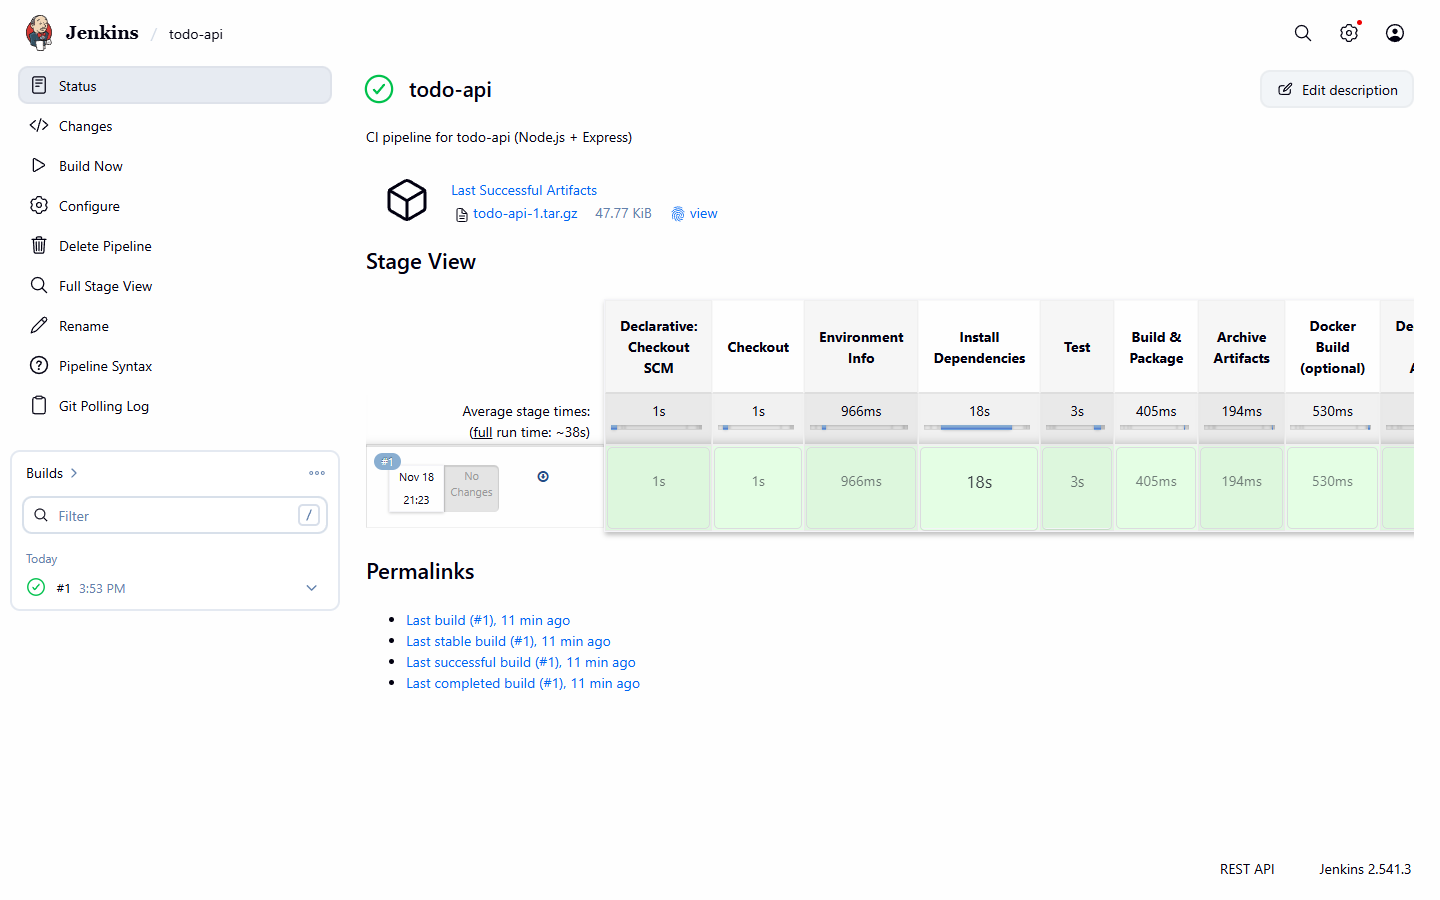 Jenkins / todo-api
Status
Changes
Build Now
Configure
Delete Pipeline
Full Stage View
Rename
Pipeline Syntax
Git Polling Log
Builds
Filter /
Today
#1 3:53 PM
todo-api
Edit description
CI pipeline for todo-api (Node.js + Express)
Last Successful Artifacts
todo-api-1.tar.gz 47.77 KiB view
Stage View
Declarative:
Checkout
SCM
Checkout
Environment
Info
Install
Dependencies
Test
Build &
Package
Archive
Artifacts
Docker
Build
(optional)
Average stage times:
(full run time: ~38s)
1s 1s 966ms 18s 3s 405ms 194ms 530ms
#1
Nov 18
21:23
No
Changes
1s 1s 966ms 18s 3s 405ms 194ms 530ms
Permalinks
Last build (#1), 11 min ago
Last stable build (#1), 11 min ago
Last successful build (#1), 11 min ago
Last completed build (#1), 11 min ago
REST API Jenkins 2.541.3